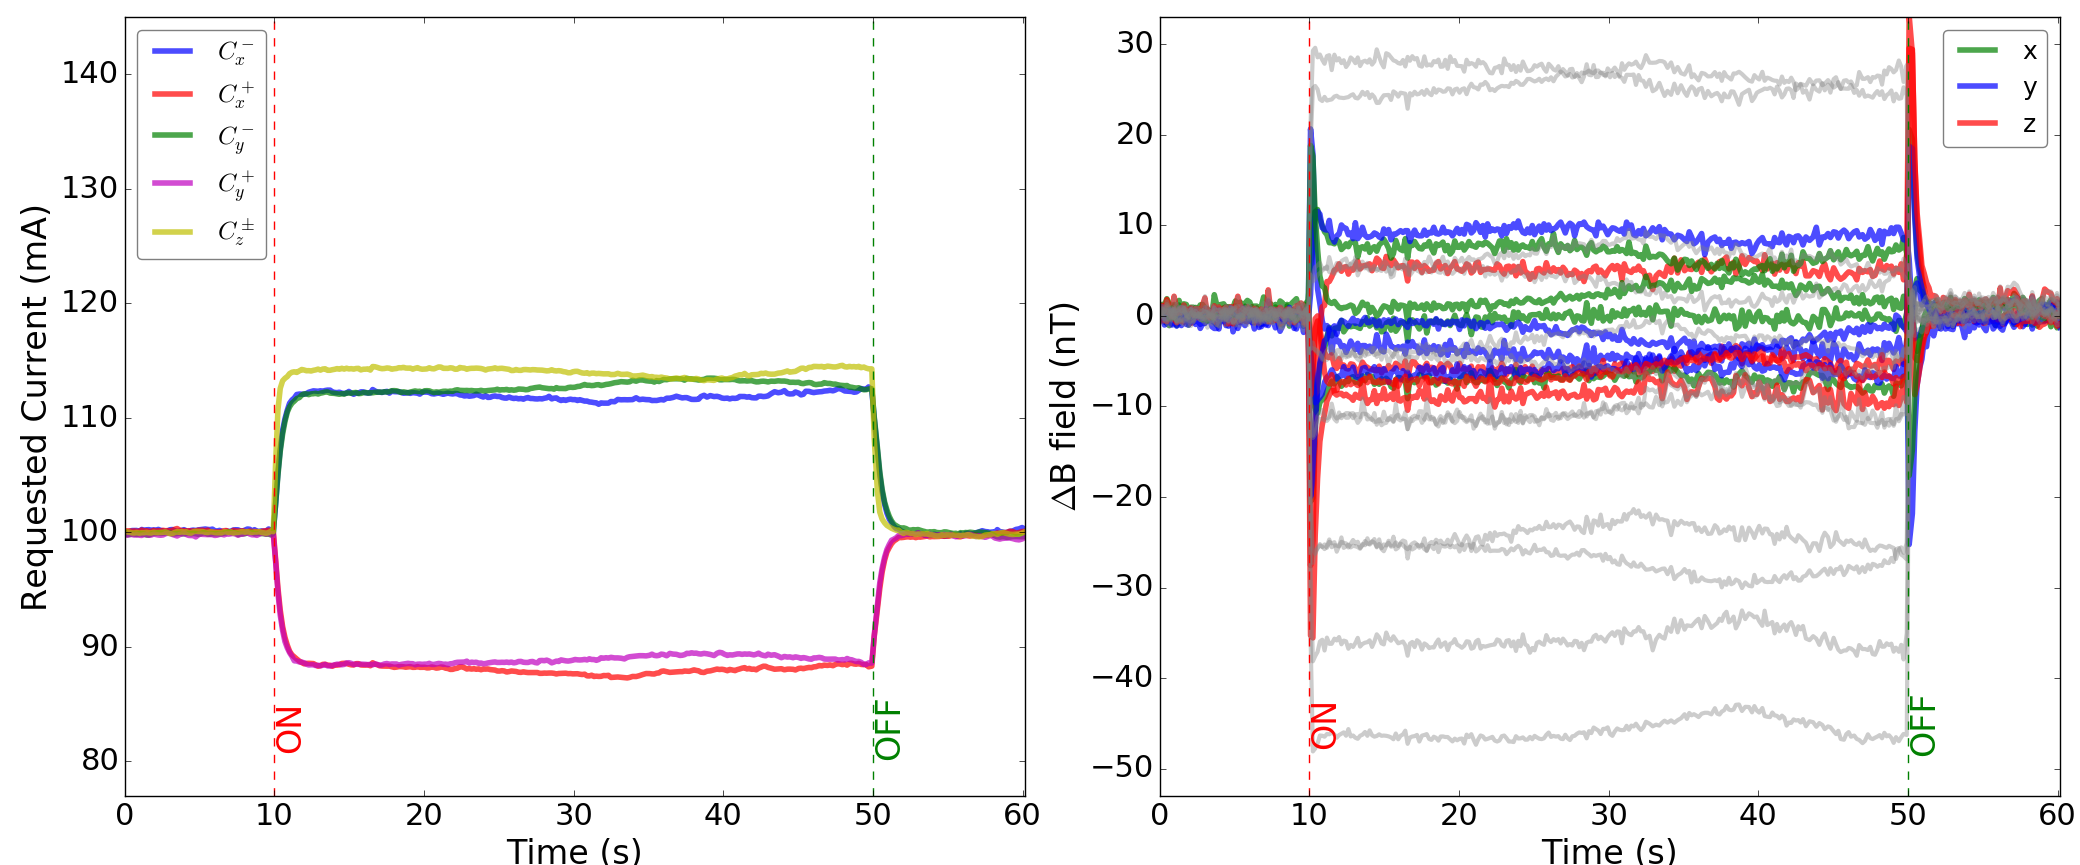 Requested Current (mA)
140
130
120
110
100
90
80
C_x^-
C_x^+
C_y^-
C_y^+
C_z^±
ON
OFF
0 10 20 30 40 50 60
Time (s)
ΔB field (nT)
30
20
10
0
−10
−20
−30
−40
−50
x
y
z
ON
OFF
0 10 20 30 40 50 60
Time (s)